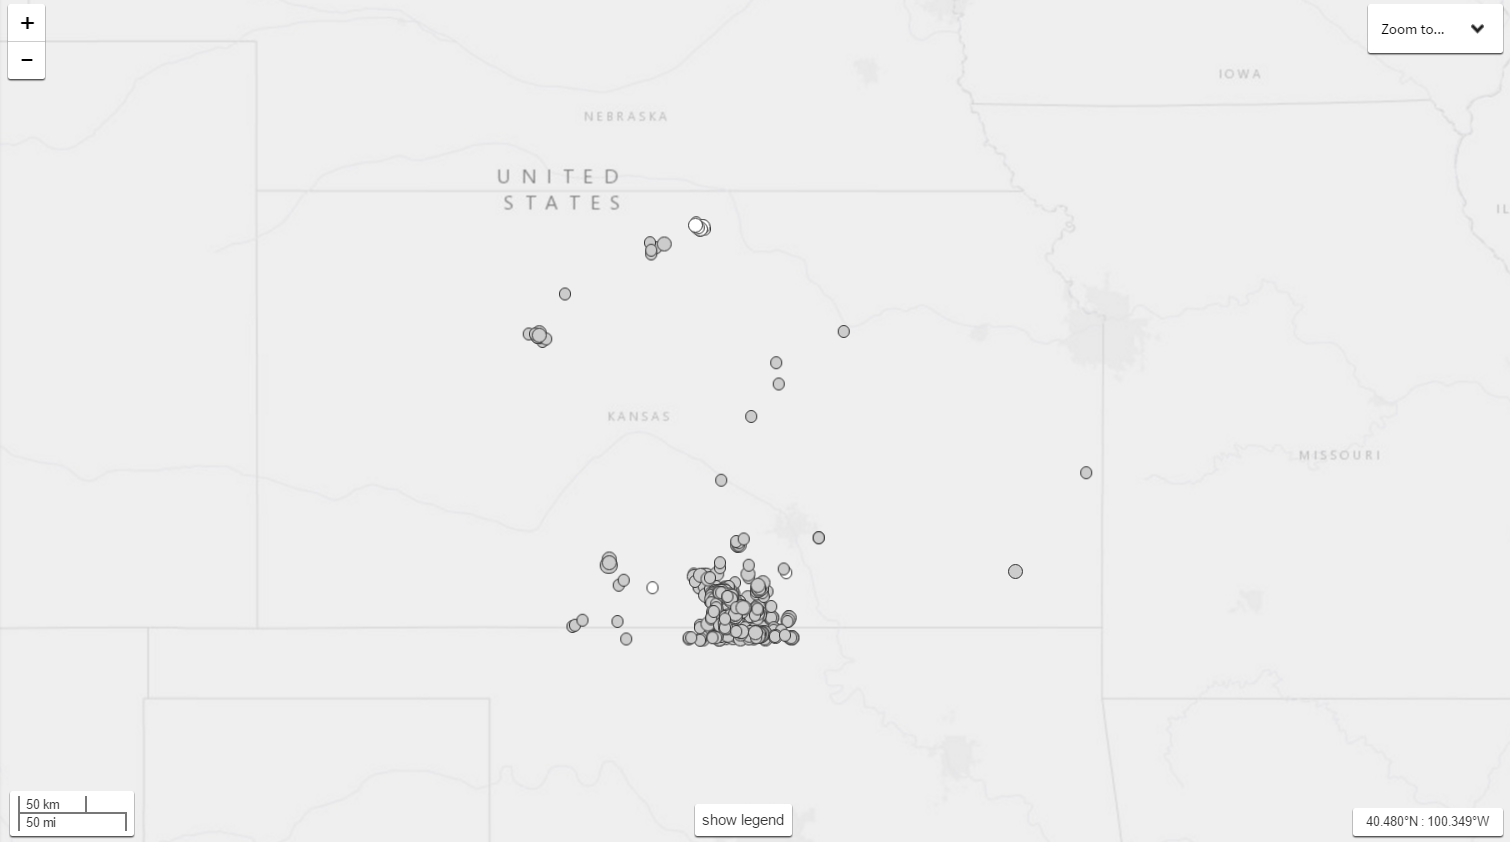 +
Zoom to...
−
IOWA
NEBRASKA
UNITED
STATES
IL
KANSAS
MISSOURI
50 km
50 mi
show legend
40.480°N : 100.349°W